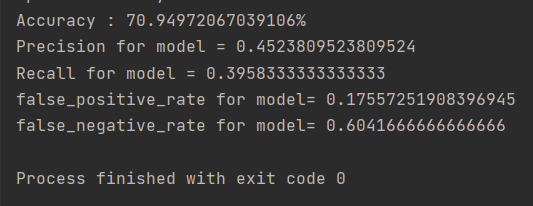 Accuracy : 70.94972067039106%
Precision for model = 0.4523809523809524
Recall for model = 0.3958333333333333
false_positive_rate for model= 0.17557251908396945
false_negative_rate for model= 0.6041666666666666
Process finished with exit code 0